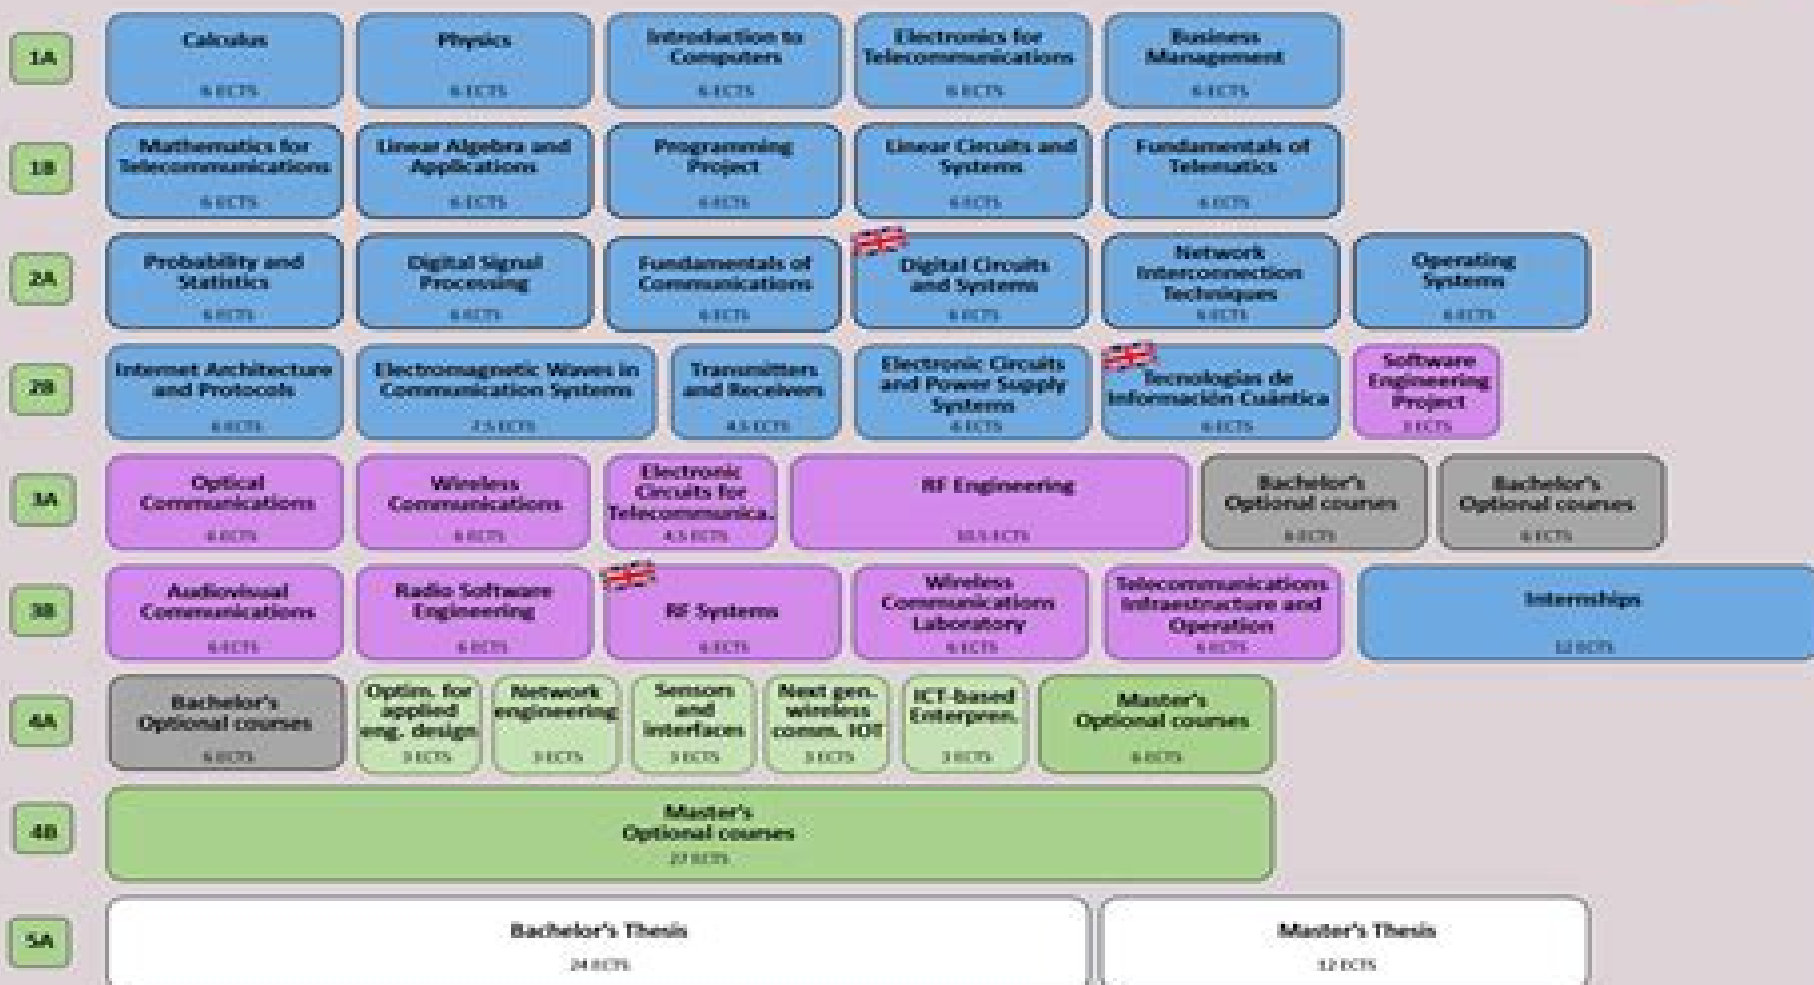 1A
Calculus
6 ECTS
Physics
6 ECTS
Introduction to
Computers
6 ECTS
Electronics for
Telecommunications
6 ECTS
Business
Management
6 ECTS
1B
Mathematics for
Telecommunications
6 ECTS
Linear Algebra and
Applications
6 ECTS
Programming
Project
6 ECTS
Linear Circuits and
Systems
6 ECTS
Fundamentals of
Telematics
6 ECTS
2A
Probability and
Statistics
6 ECTS
Digital Signal
Processing
6 ECTS
Fundamentals of
Communications
6 ECTS
Digital Circuits
and Systems
6 ECTS
Network
Interconnection
Techniques
6 ECTS
Operating
Systems
6 ECTS
2B
Internet Architecture
and Protocols
6 ECTS
Electromagnetic Waves in
Communication Systems
7.5 ECTS
Transmitters
and Receivers
4.5 ECTS
Electronic Circuits
and Power Supply
Systems
6 ECTS
Tecnologías de
Información Cuántica
6 ECTS
Software
Engineering
Project
3 ECTS
3A
Optical
Communications
6 ECTS
Wireless
Communications
6 ECTS
Electronic
Circuits for
Telecommunica.
4.5 ECTS
RF Engineering
10.5 ECTS
Bachelor's
Optional courses
6 ECTS
Bachelor's
Optional courses
6 ECTS
3B
Audiovisual
Communications
6 ECTS
Radio Software
Engineering
6 ECTS
RF Systems
6 ECTS
Wireless
Communications
Laboratory
6 ECTS
Telecommunications
Infraestructure and
Operation
6 ECTS
Internships
12 ECTS
4A
Bachelor's
Optional courses
6 ECTS
Optim. for
applied
eng. design
3 ECTS
Network
engineering
3 ECTS
Sensors
and
interfaces
3 ECTS
Next gen.
wireless
comm. IOT
3 ECTS
ICT-based
Enterpren.
3 ECTS
Master's
Optional courses
6 ECTS
4B
Master's
Optional courses
27 ECTS
5A
Bachelor's Thesis
24 ECTS
Master's Thesis
12 ECTS